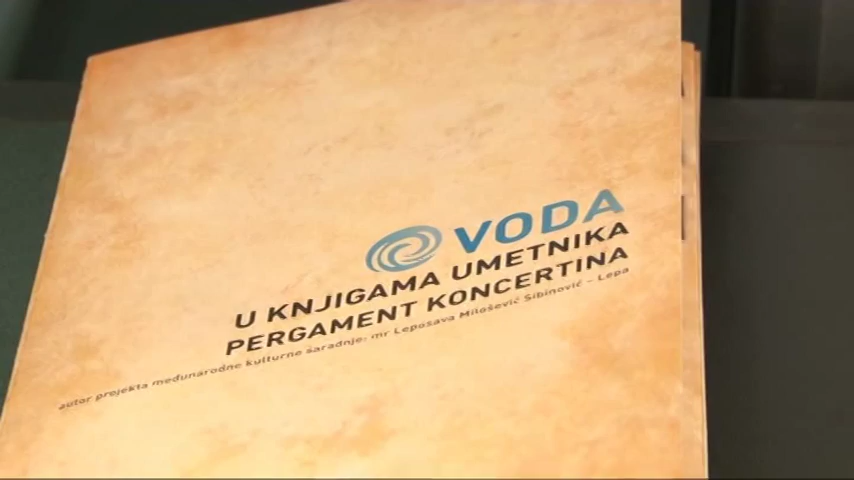 VODA
U KNJIGAMA UMETNIKA
PERGAMENT KONCERTINA
autor projekta međunarodne kulturne saradnje: mr Leposava Milošević Sibinović – Lepa